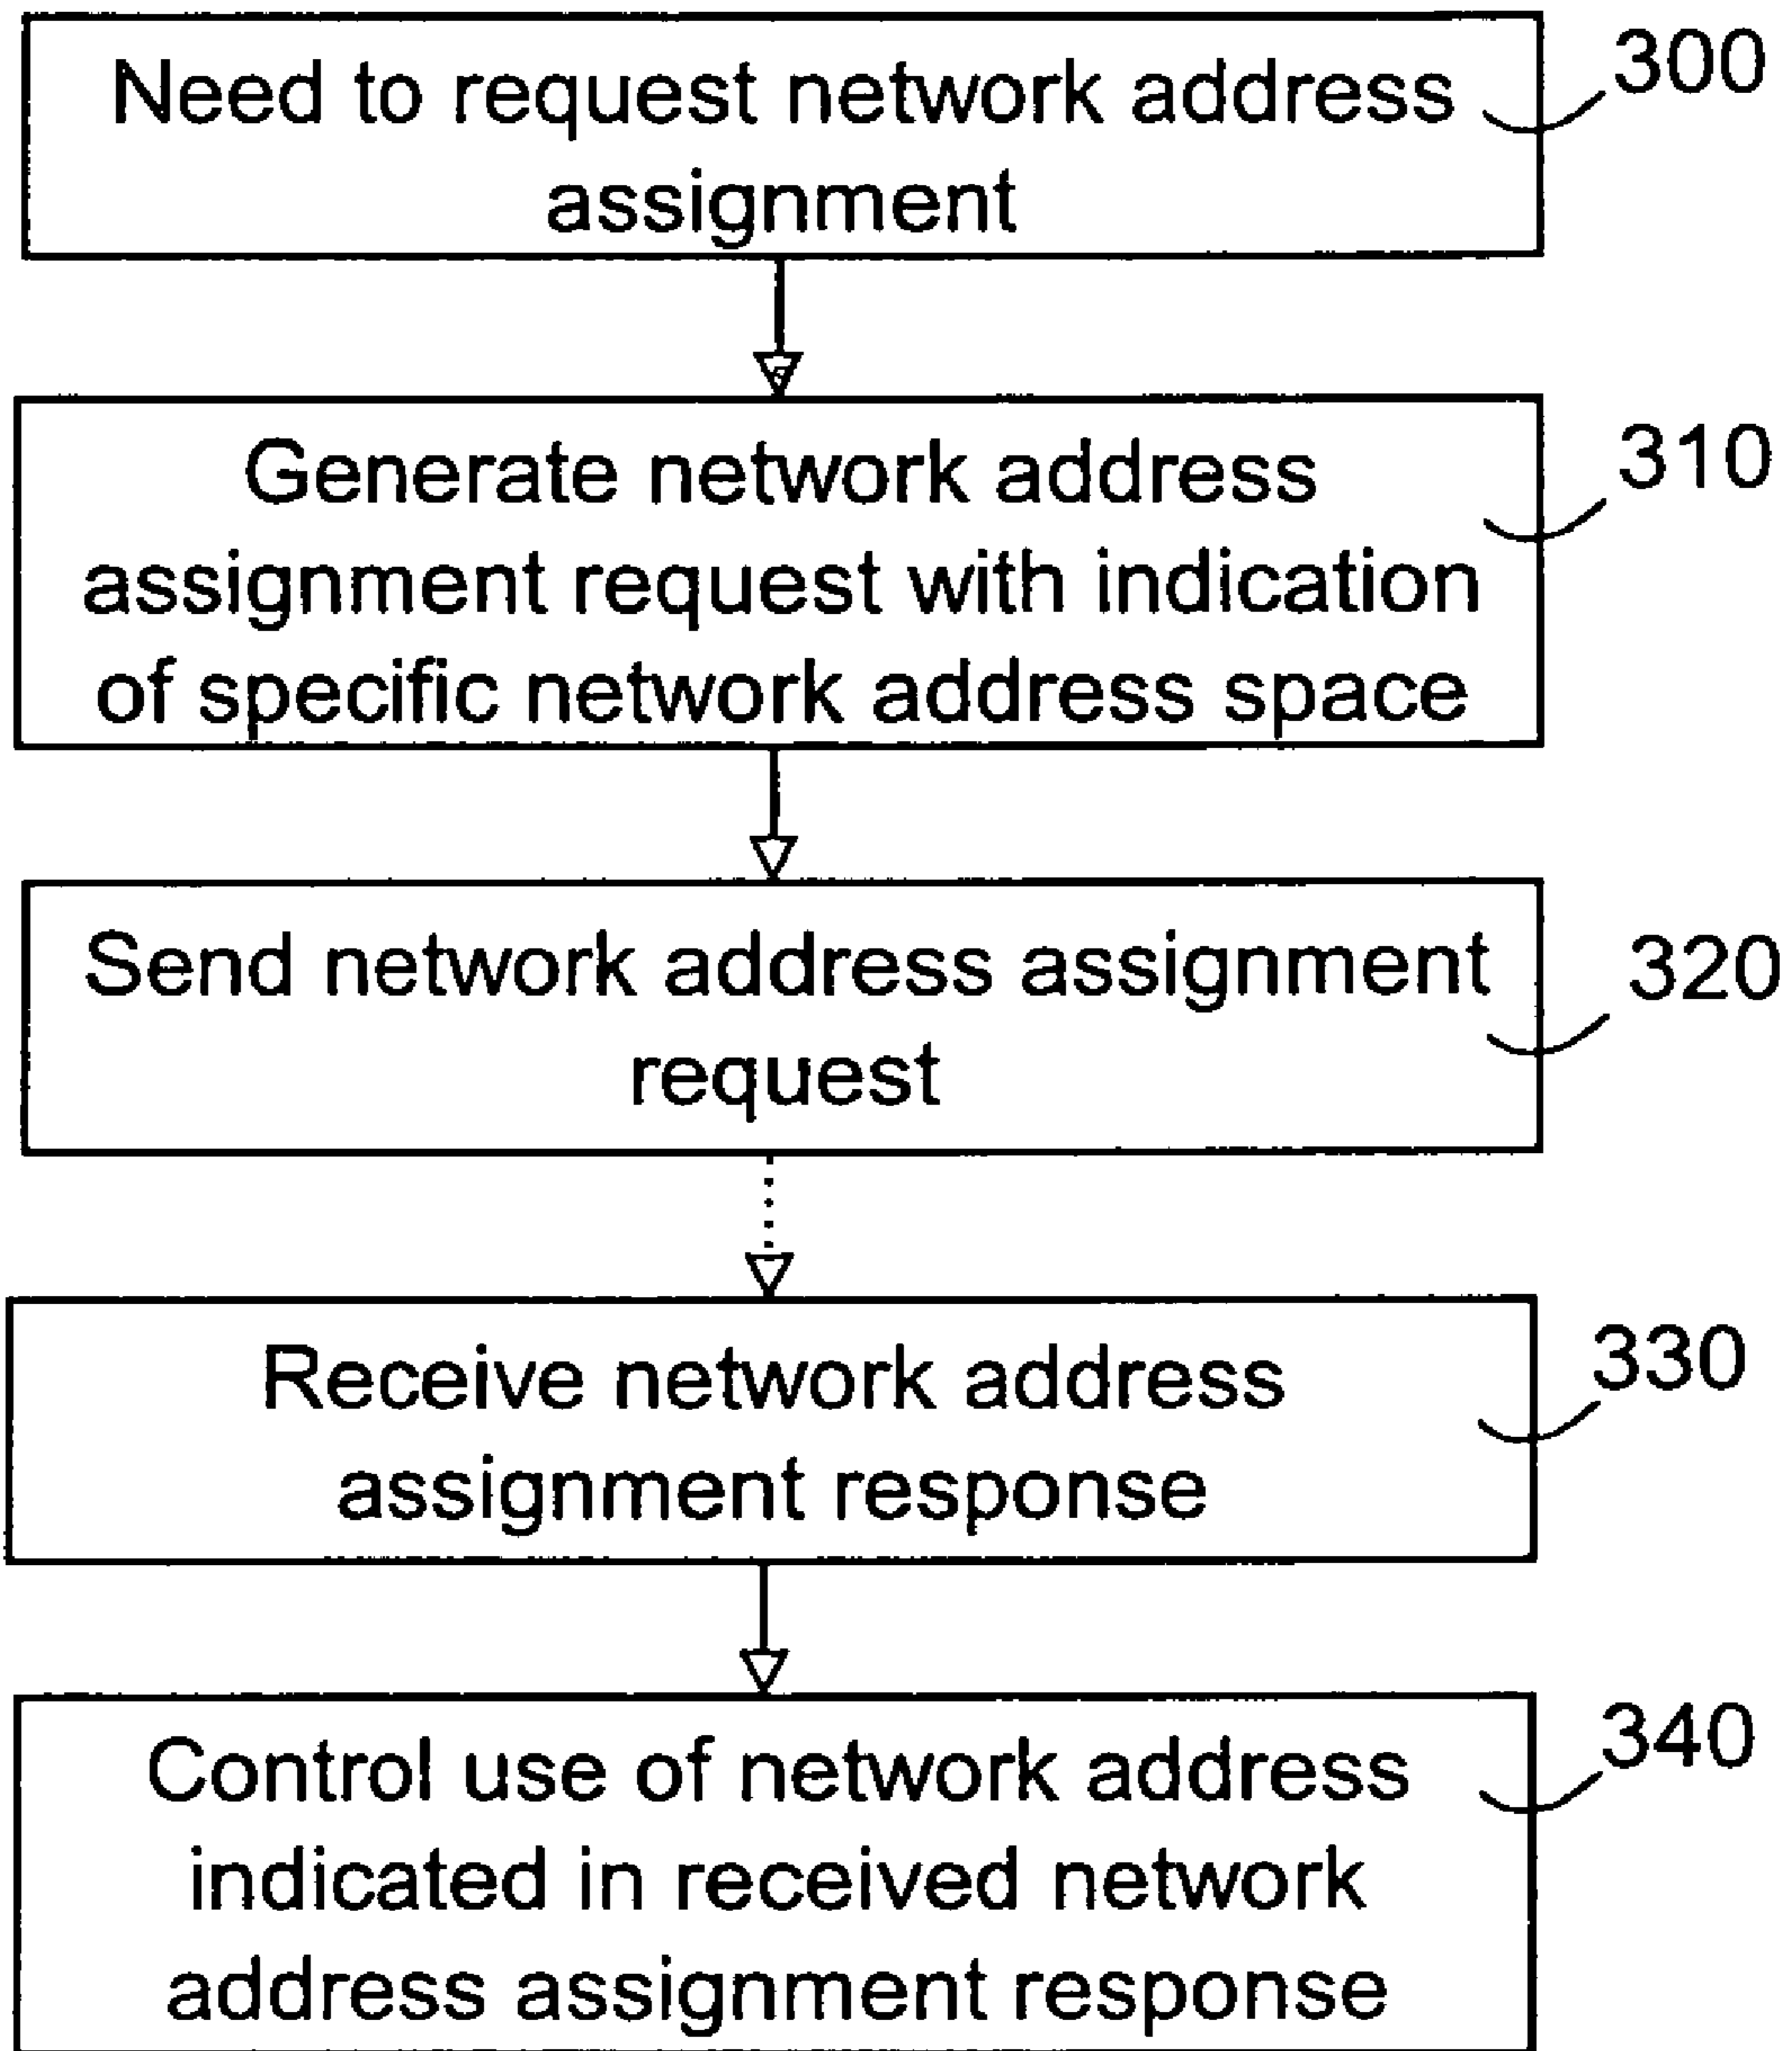 Need to request network address
assignment
300
Generate network address
assignment request with indication
of specific network address space
310
Send network address assignment
request
320
Receive network address
assignment response
330
Control use of network address
indicated in received network
address assignment response
340